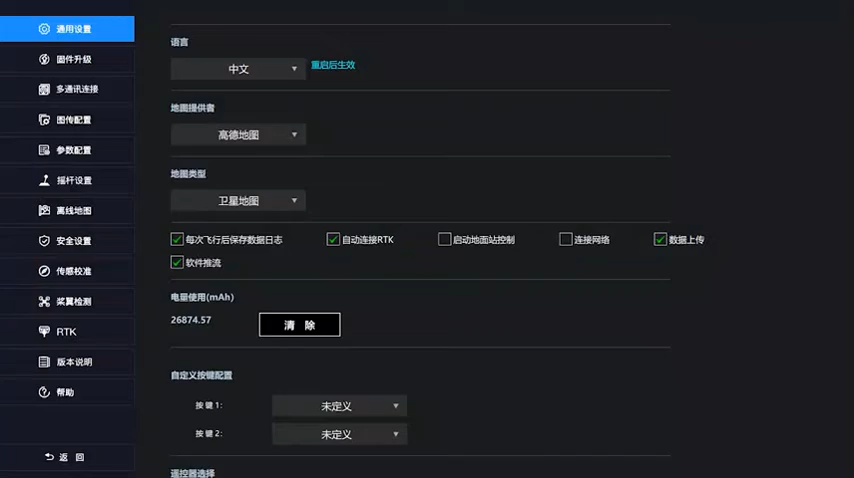 通用设置
固件升级
多通讯连接
图传配置
参数配置
摇杆设置
离线地图
安全设置
传感校准
桨翼检测
RTK
版本说明
帮助
返 回
语言
中文
重启后生效
地图提供者
高德地图
地图类型
卫星地图
每次飞行后保存数据日志 自动连接RTK 启动地面站控制 连接网络 数据上传
软件推流
电量使用(mAh)
26874.57
清 除
自定义按键配置
按键1: 未定义
按键2: 未定义
遥控器选择